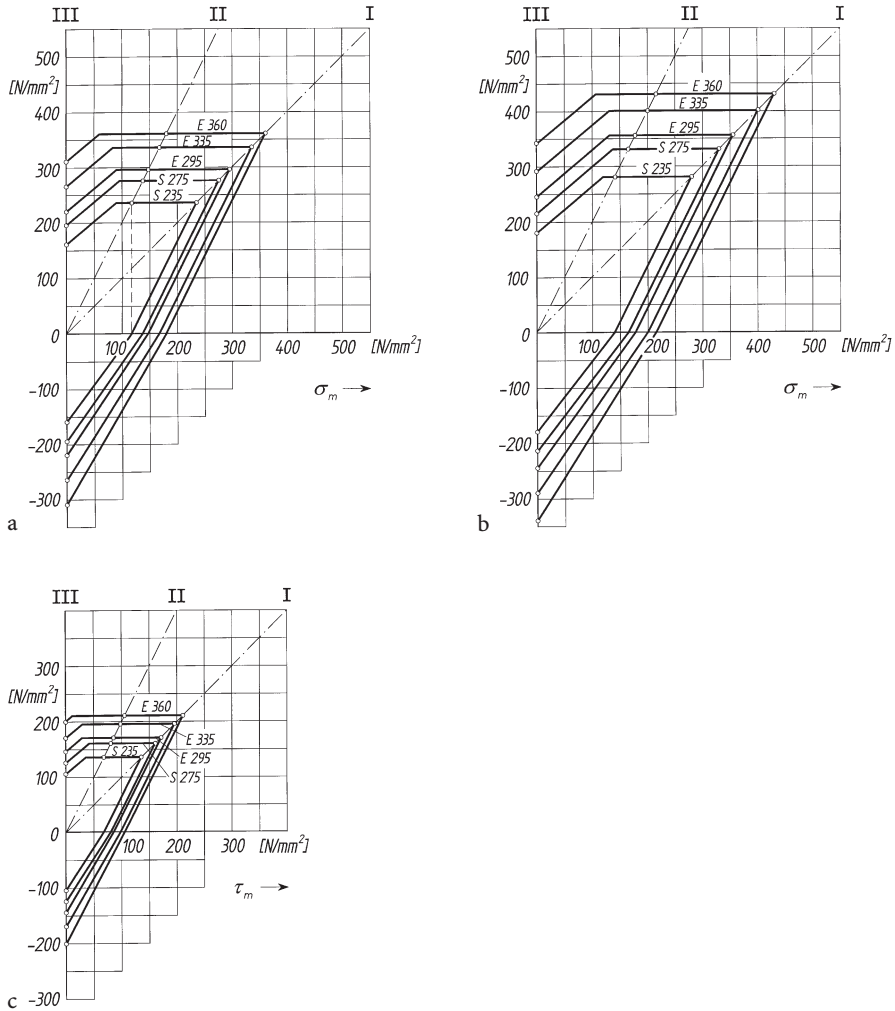 III II I
500
[N/mm²]
400
E 360
E 335
300
E 295
S 275
S 235
200
100
0
100 200 300 400 500 [N/mm²]
-100
σm
-200
-300
a
III II I
500
[N/mm²]
E 360
400
E 335
E 295
300
S 275
S 235
200
100
0
100 200 300 400 500 [N/mm²]
-100
σm
-200
-300
b
III II I
300
[N/mm²]
E 360
200
E 335
S 235
E 295
S 275
100
0
100 200 300 [N/mm²]
-100
τm
-200
-300
c